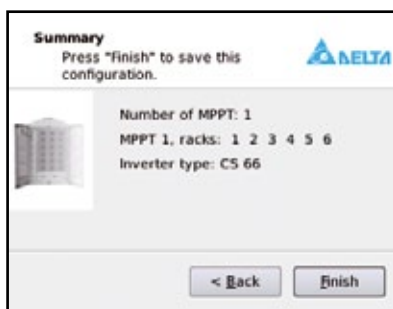 Summary
Press "Finish" to save this
configuration.
DELTA
Number of MPPT: 1
MPPT 1, racks: 1 2 3 4 5 6
Inverter type: CS 66
< Back
Finish